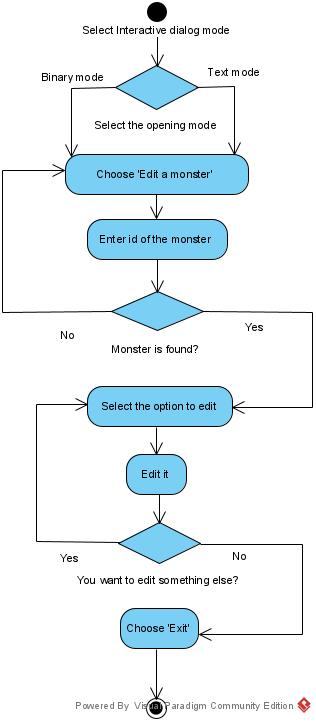 Select Interactive dialog mode
Binary mode
Text mode
Select the opening mode
Choose 'Edit a monster'
Enter id of the monster
No
Yes
Monster is found?
Select the option to edit
Edit it
Yes
No
You want to edit something else?
Choose 'Exit'
Powered By Visual Paradigm Community Edition